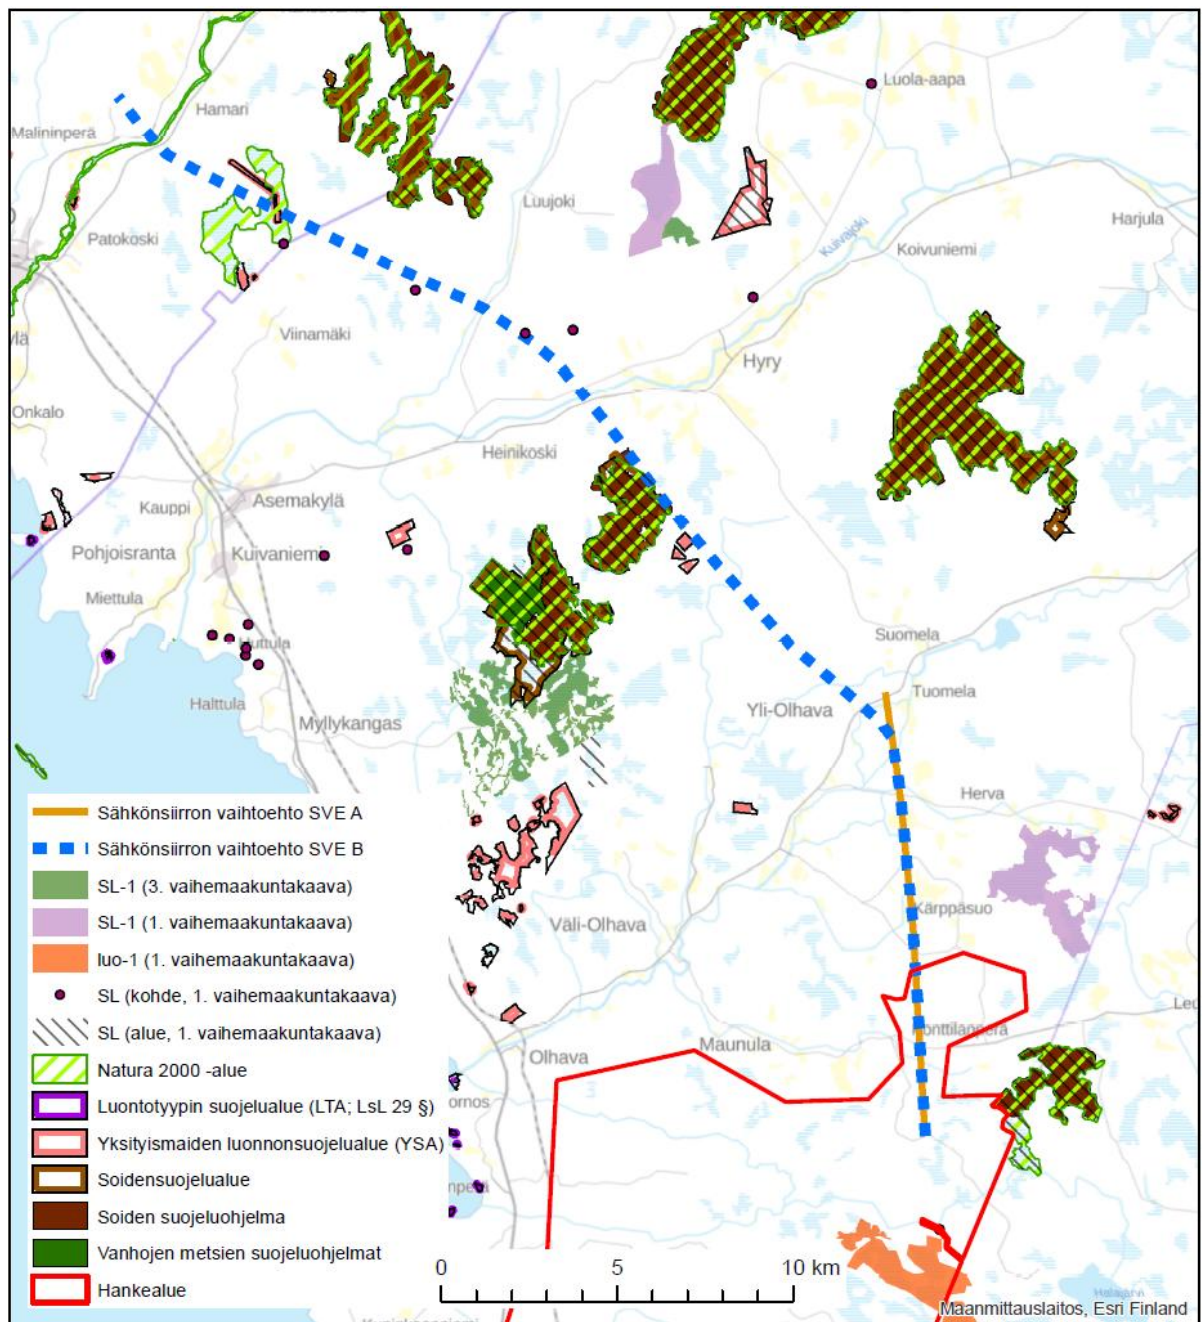 Hamari
Malininperä
Luola-aapa
Luujoki
Harjula
Patokoski
Kuivajoki
Koivuniemi
Viinamäki
Hyry
Onkalo
Heinikoski
Kauppi
Asemakylä
Pohjoisranta
Kuivaniemi
Miettula
Huttula
Suomela
Halttula
Myllykangas
Yli-Olhava
Tuomela
Herva
Kärppäsuo
Väli-Olhava
Maunula
Olhava
Sähkönsiirron vaihtoehto SVE A
Sähkönsiirron vaihtoehto SVE B
SL-1 (3. vaihemaakuntakaava)
SL-1 (1. vaihemaakuntakaava)
luo-1 (1. vaihemaakuntakaava)
SL (kohde, 1. vaihemaakuntakaava)
SL (alue, 1. vaihemaakuntakaava)
Natura 2000 -alue
Luontotyypin suojelualue (LTA; LsL 29 §)
Yksityismaiden luonnonsuojelualue (YSA)
Soidensuojelualue
Soiden suojeluohjelma
Vanhojen metsien suojeluohjelmat
Hankealue
0 5 10 km
Maanmittauslaitos, Esri Finland